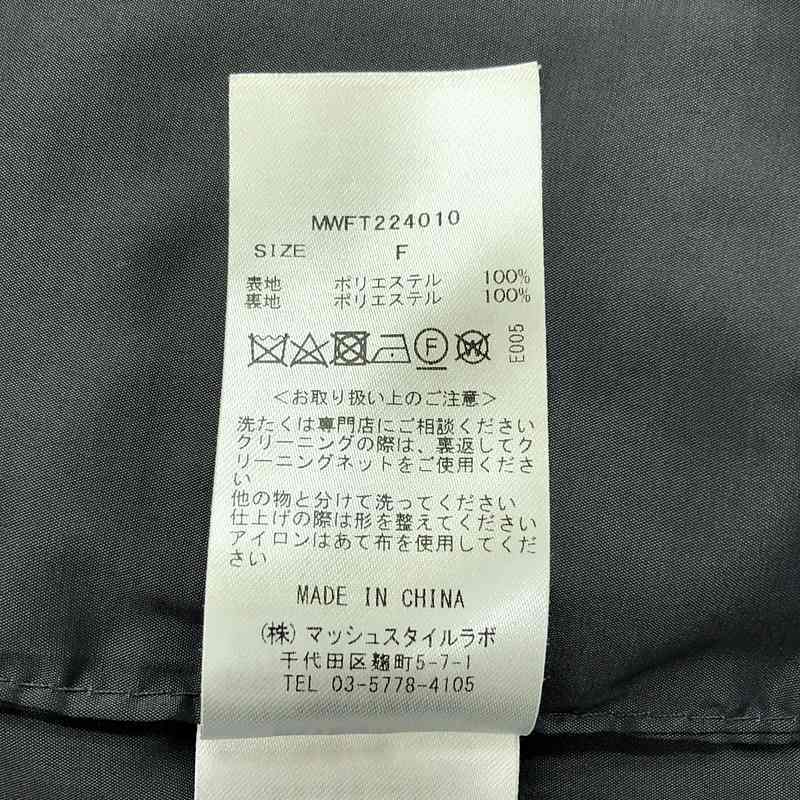 MWFT224010
SIZE F
表地 ポリエステル 100%
裏地 ポリエステル 100%
F W
E005
<お取り扱い上のご注意>
洗たくは専門店にご相談ください
クリーニングの際は、裏返してク
リーニングネットをご使用くださ
い
他の物と分けて洗ってください
仕上げの際は形を整えてください
アイロンはあて布を使用してくだ
さい
MADE IN CHINA
(株)マッシュスタイルラボ
千代田区麹町5-7-1
TEL 03-5778-4105